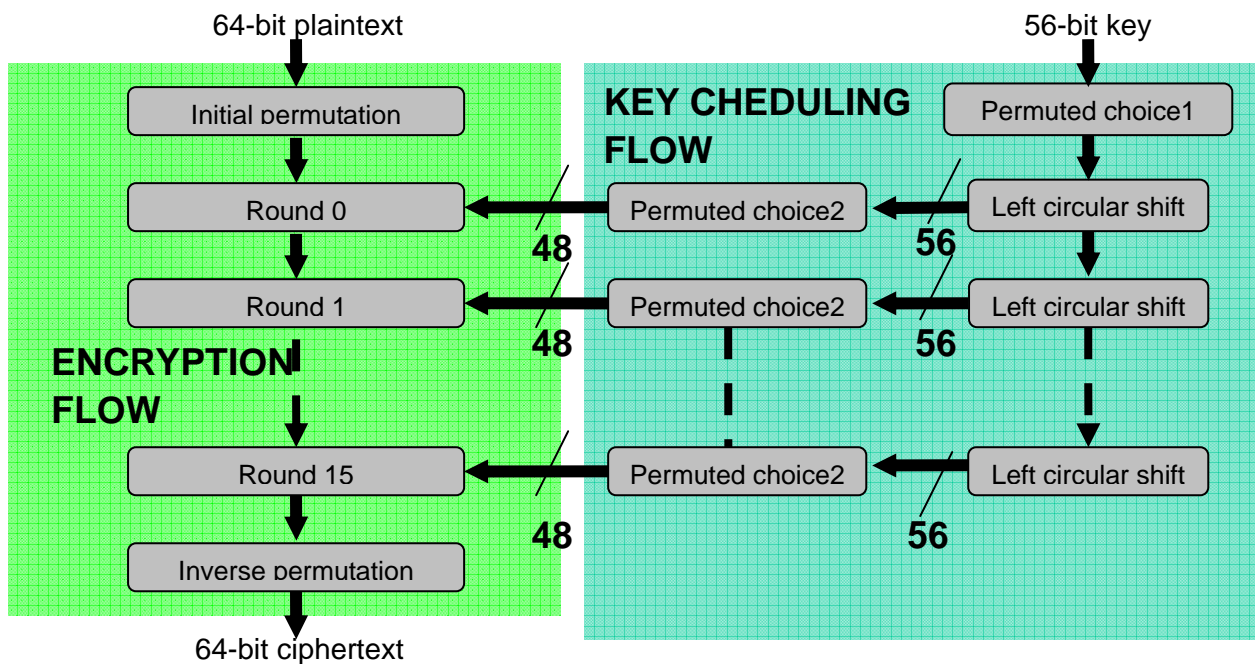 64-bit plaintext
56-bit key
Initial permutation
KEY CHEDULING
FLOW
Permuted choice1
Round 0
48
Permuted choice2
56
Left circular shift
Round 1
48
Permuted choice2
56
Left circular shift
ENCRYPTION
FLOW
Round 15
48
Permuted choice2
56
Left circular shift
Inverse permutation
64-bit ciphertext